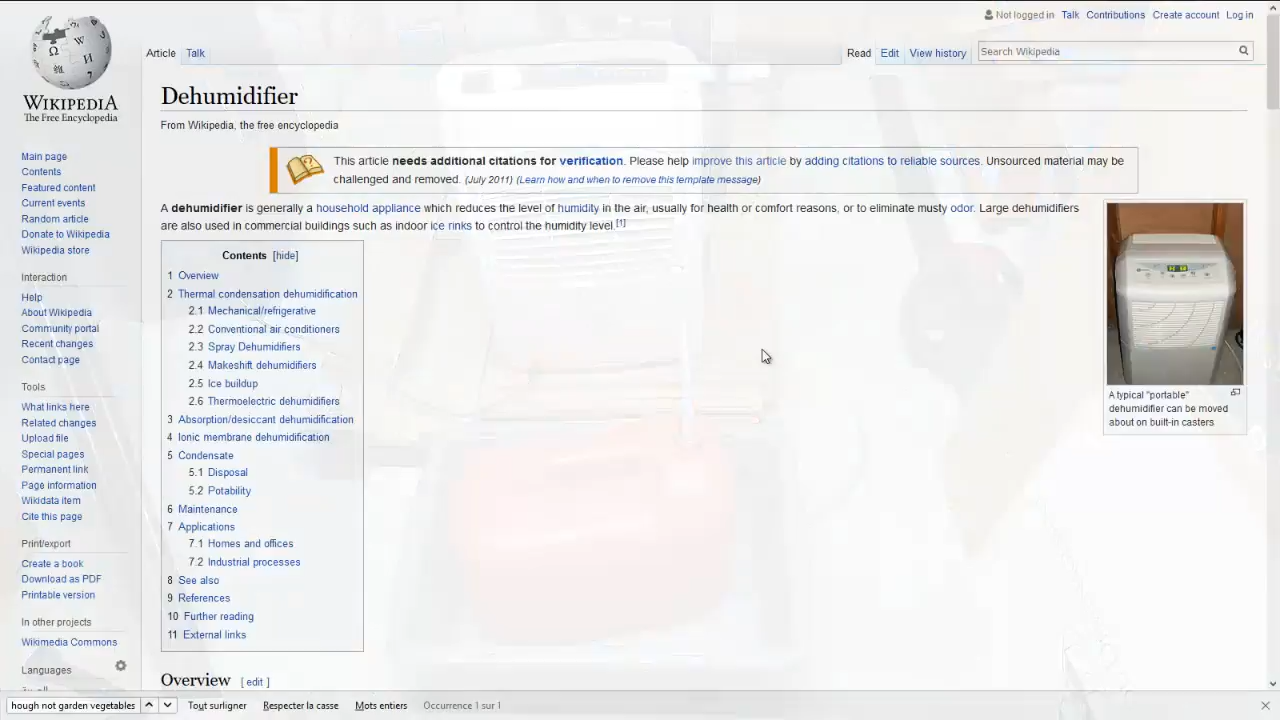 Not logged in Talk Contributions Create account Log in
Article Talk Read Edit View history Search Wikipedia
WIKIPEDIA
The Free Encyclopedia
Main page
Contents
Featured content
Current events
Random article
Donate to Wikipedia
Wikipedia store
Interaction
Help
About Wikipedia
Community portal
Recent changes
Contact page
Tools
What links here
Related changes
Upload file
Special pages
Permanent link
Page information
Wikidata item
Cite this page
Print/export
Create a book
Download as PDF
Printable version
In other projects
Wikimedia Commons
Languages
Dehumidifier
From Wikipedia, the free encyclopedia
This article needs additional citations for verification. Please help improve this article by adding citations to reliable sources. Unsourced material may be
challenged and removed. (July 2011) (Learn how and when to remove this template message)
A dehumidifier is generally a household appliance which reduces the level of humidity in the air, usually for health or comfort reasons, or to eliminate musty odor. Large dehumidifiers
are also used in commercial buildings such as indoor ice rinks to control the humidity level.[1]
Contents [hide]
1 Overview
2 Thermal condensation dehumidification
2.1 Mechanical/refrigerative
2.2 Conventional air conditioners
2.3 Spray Dehumidifiers
2.4 Makeshift dehumidifiers
2.5 Ice buildup
2.6 Thermoelectric dehumidifiers
3 Absorption/desiccant dehumidification
4 Ionic membrane dehumidification
5 Condensate
5.1 Disposal
5.2 Potability
6 Maintenance
7 Applications
7.1 Homes and offices
7.2 Industrial processes
8 See also
9 References
10 Further reading
11 External links
A typical "portable"
dehumidifier can be moved
about on built-in casters
Overview [ edit ]
hough not garden vegetables Tout surligner Respecter la casse Mots entiers Occurrence 1 sur 1